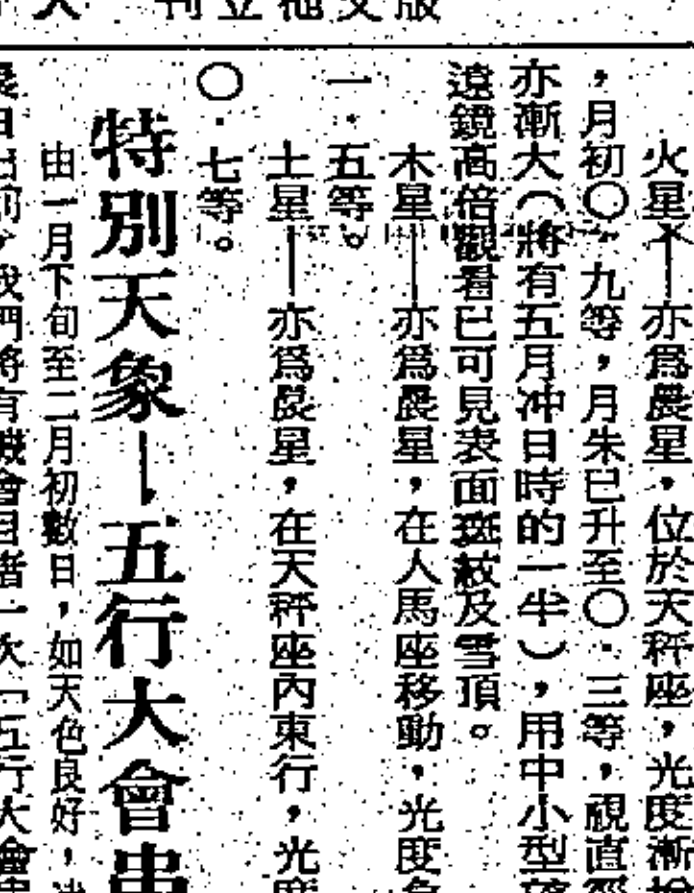 刊立他文版
火星──亦爲晨星，位於天秤座，光度漸
，月初〇·九等，月末已升至〇·三等，視直
亦漸大（將有五月冲日時的一半），用中小型
遠鏡高倍觀看已可見表面斑紋及雪頂。
木星──亦爲晨星，在人馬座移動，光度
一·五等。
土星──亦爲晨星，在天秤座內東行，光度
〇·七等。
特別天象─五行大會串
由一月下旬至二月初數日，如天色良好，
我們將有機會目睹一次「五行大會